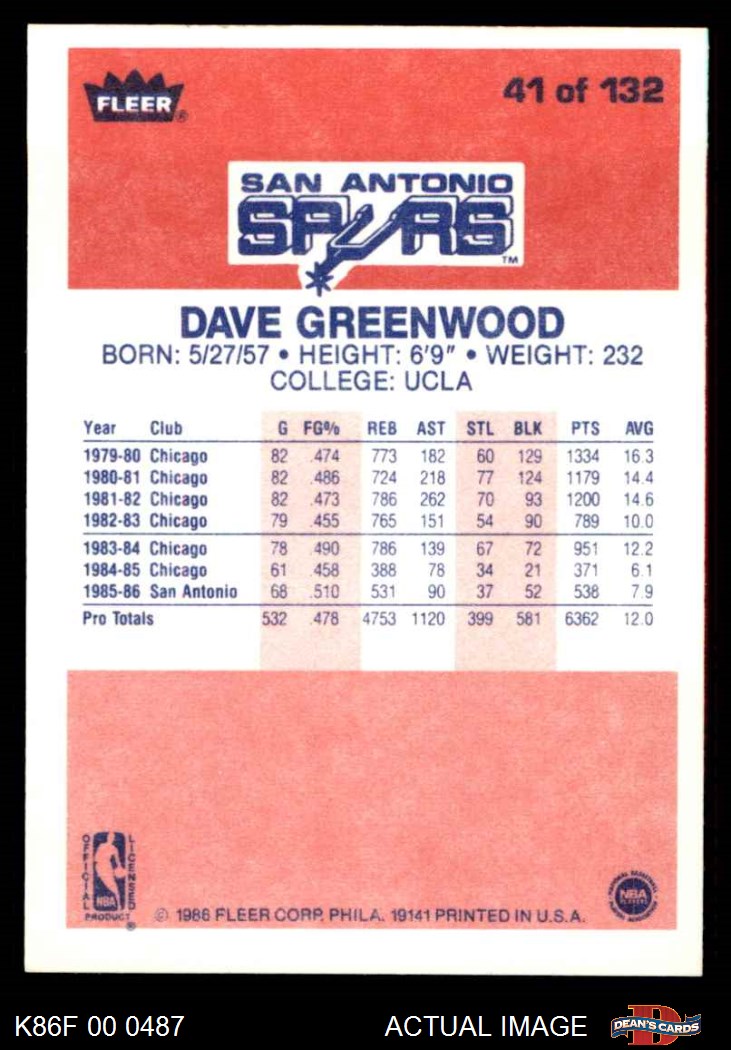 FLEER®
41 of 132
SAN ANTONIO
SPURS
TM
DAVE GREENWOOD
BORN: 5/27/57 • HEIGHT: 6'9" • WEIGHT: 232
COLLEGE: UCLA
Year Club G FG% REB AST STL BLK PTS AVG
1979-80 Chicago 82 .474 773 182 60 129 1334 16.3
1980-81 Chicago 82 .486 724 218 77 124 1179 14.4
1981-82 Chicago 82 .473 786 262 70 93 1200 14.6
1982-83 Chicago 79 .455 765 151 54 90 789 10.0
1983-84 Chicago 78 .490 786 139 67 72 951 12.2
1984-85 Chicago 61 .458 388 78 34 21 371 6.1
1985-86 San Antonio 68 .510 531 90 37 52 538 7.9
Pro Totals 532 .478 4753 1120 399 581 6362 12.0
OFFICIAL
LICENSED
NBA
PRODUCT®
© 1986 FLEER CORP. PHILA. 19141 PRINTED IN U.S.A.
NATIONAL BASKETBALL
NBA
PLAYERS
K86F 00 0487
ACTUAL IMAGE
D
DEAN'S CARDS